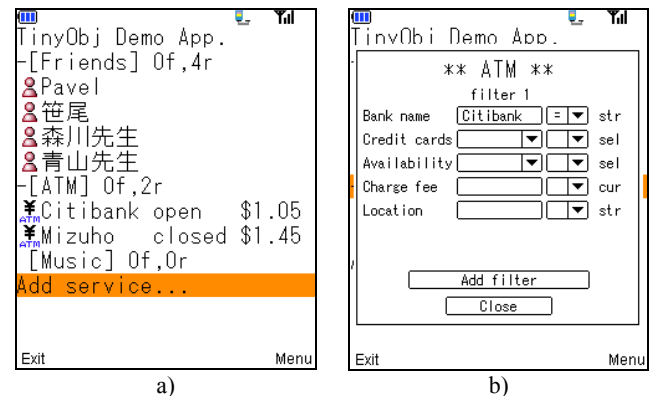 TinyObj Demo App.
-[Friends] 0f,4r
Pavel
笹尾
森川先生
青山先生
-[ATM] 0f,2r
¥ ATM Citibank open $1.05
¥ ATM Mizuho closed $1.45
[Music] 0f,0r
Add service...
Exit Menu
a)
TinyObj Demo App.
** ATM **
filter 1
Bank name Citibank = str
Credit cards sel
Availability sel
Charge fee cur
Location str
Add filter
Close
Exit Menu
b)